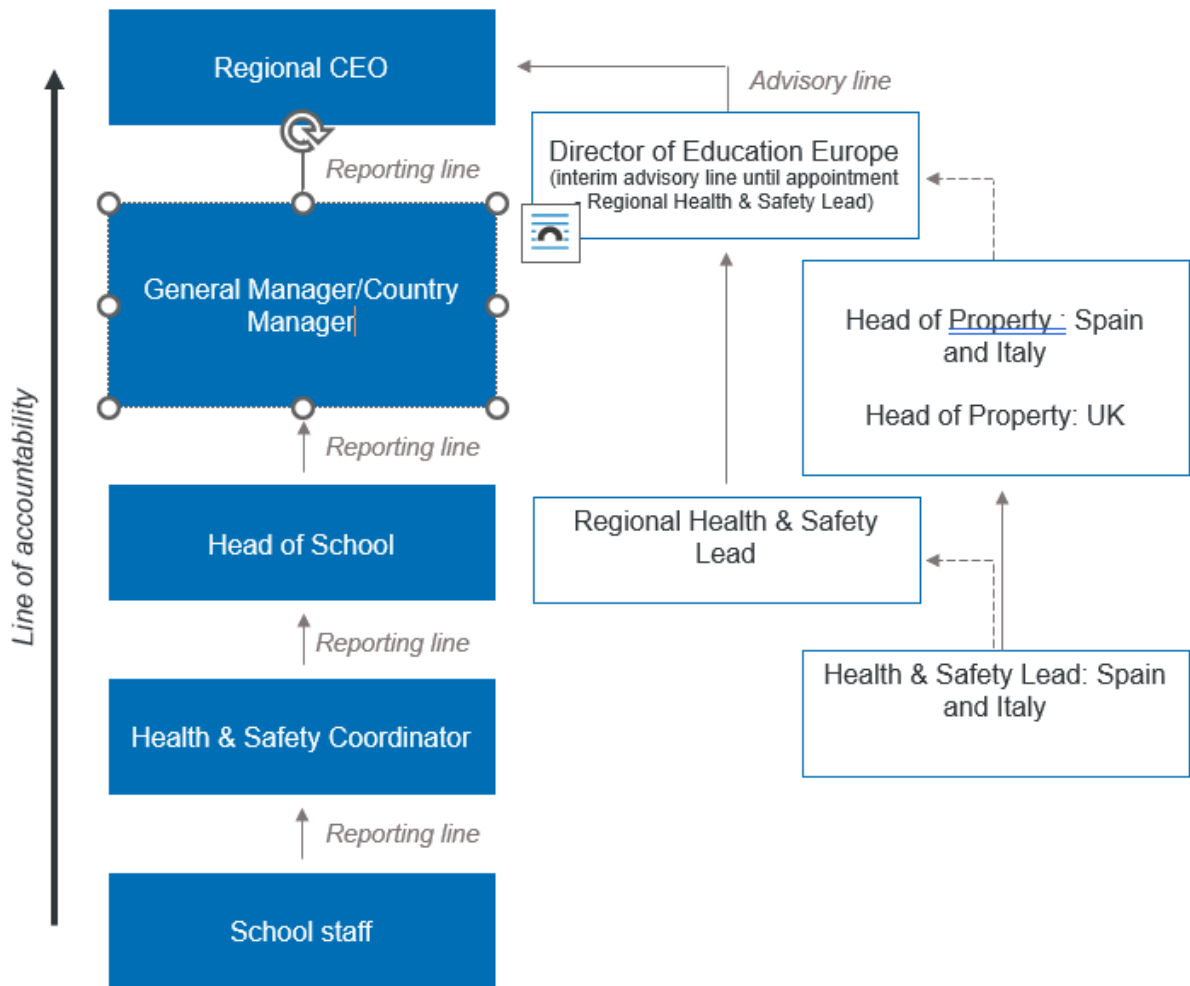 Regional CEO
Advisory line
Reporting line
Director of Education Europe
(interim advisory line until appointment
- Regional Health & Safety Lead)
General Manager/Country
Manager
Head of Property : Spain
and Italy
Head of Property: UK
Line of accountability
Reporting line
Head of School
Regional Health & Safety
Lead
Reporting line
Health & Safety Lead: Spain
and Italy
Health & Safety Coordinator
Reporting line
School staff